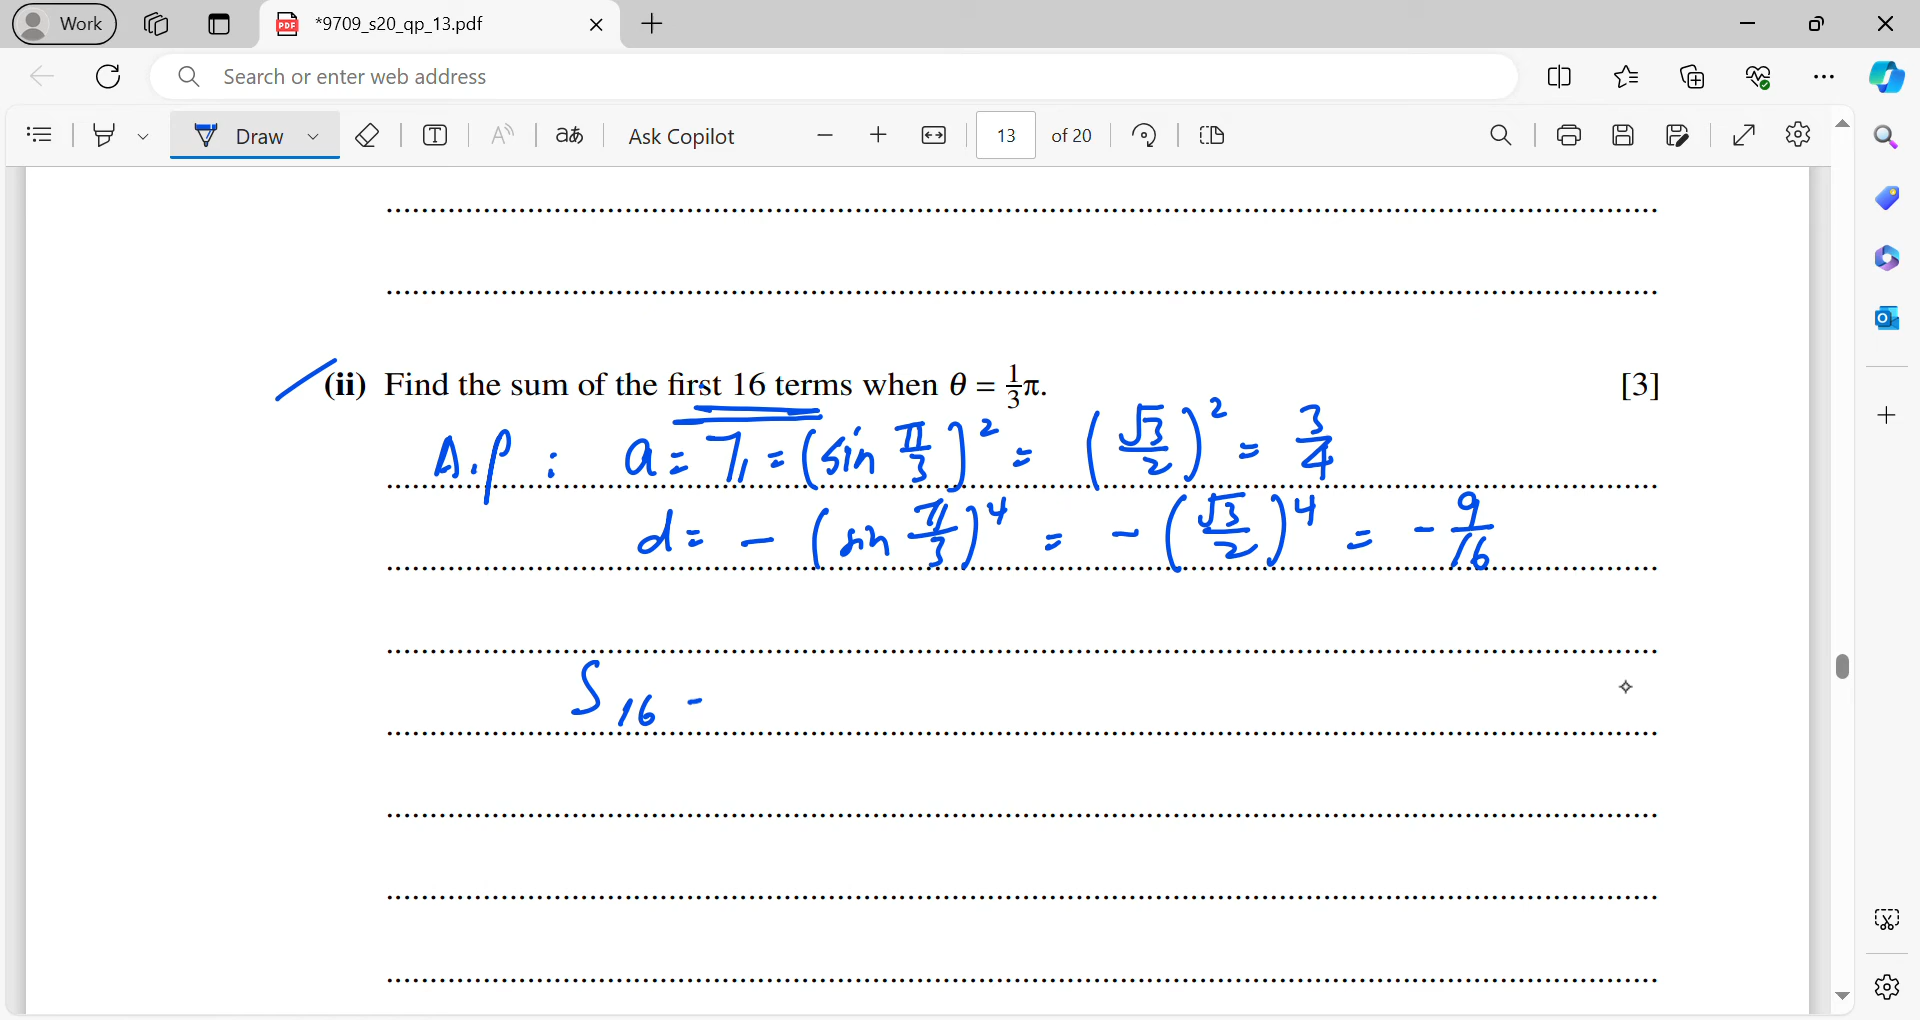 Work
*9709_s20_qp_13.pdf
Search or enter web address
Draw
Ask Copilot
13 of 20
(ii) Find the sum of the first 16 terms when θ = 1/3 π. [3]
A.p : a = T₁ = (sin π/3)² = (√3/2)² = 3/4
d = - (sin π/3)⁴ = - (√3/2)⁴ = - 9/16
S₁₆ -